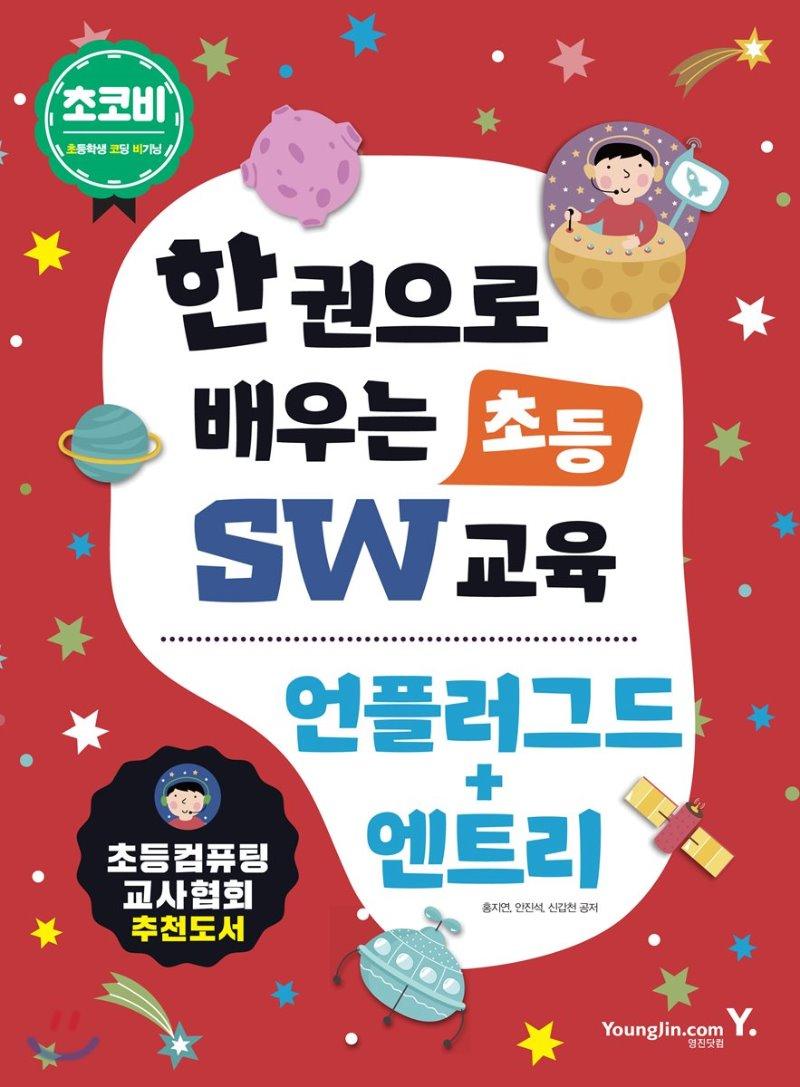 초코비
초등학생 코딩 비기닝
한 권으로
배우는 초등
SW 교육
언플러그드
+
엔트리
홍지연, 안진석, 신갑천 공저
초등컴퓨팅
교사협회
추천도서
YoungJin.com Y.
영진닷컴